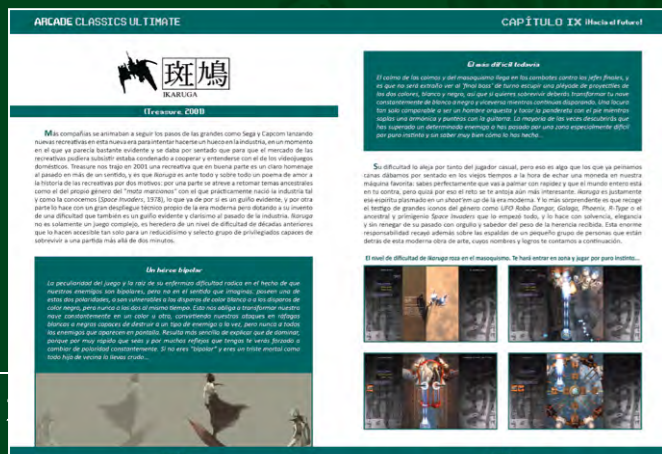 ARCADE CLASSICS ULTIMATE
CAPÍTULO IX ¡Hacia el Futuro!
斑鳩
IKARUGA
(Treasure, 2001)
Más compañías se animaban a seguir los pasos de las grandes como Sega y Capcom lanzando
nuevas recreativas en esta nueva era para intentar hacerse un hueco en la industria, en un momento
en el que ya parecía bastante evidente y se daba por sentado que para que el mercado de las
recreativas pudiera subsistir estaba condenado a cooperar y entenderse con el de los videojuegos
domésticos. Treasure nos trajo en 2001 una recreativa que en buena parte es un claro homenaje
al pasado en más de un sentido, y es que Ikaruga es ante todo y sobre todo un poema de amor a
la historia de las recreativas por dos motivos: por una parte se atreve a retomar temas ancestrales
como el del propio género del "mata marcianos" con el que prácticamente nació la industria tal
y como la conocemos (Space Invaders, 1978), lo que ya de por sí es un guiño evidente, y por otra
parte lo hace con un gran despliegue técnico propio de la era moderna pero dotando a su invento
de una dificultad que también es un guiño evidente y clarísimo al pasado de la industria. Ikaruga
no es solamente un juego complejo, es heredero de un nivel de dificultad de décadas anteriores
que lo hacen accesible tan solo para un reducidísimo y selecto grupo de privilegiados capaces de
sobrevivir a una partida más allá de dos minutos.
Un héroe bipolar
La peculiaridad del juego y la raíz de su enfermiza dificultad radica en el hecho de que
nuestros enemigos son bipolares, pero no en el sentido que imaginas: poseen una de
estas dos polaridades, o son vulnerables a los disparos de color blanco o a los disparos de
color negro, pero nunca a los dos al mismo tiempo. Esto nos obliga a transformar nuestra
nave constantemente en un color u otro, convirtiendo nuestros ataques en ráfagas
blancas o negras capaces de destruir a un tipo de enemigo a la vez, pero nunca a todos
los enemigos que aparecen en pantalla. Resulta más sencillo de explicar que de dominar,
porque por muy rápido que seas y por muchos reflejos que tengas te verás forzado a
cambiar de polaridad constantemente. Si no eres "bipolar" y eres un triste mortal como
todo hijo de vecino lo llevas crudo...
El más difícil todavía
El colmo de los colmos y del masoquismo llega en los combates contra los jefes finales, y
es que no será extraño ver al 'final boss' de turno escupir una pléyade de proyectiles de
los dos colores, blanco y negro, así que si quieres sobrevivir deberás transformar tu nave
constantemente de blanco a negro y viceversa mientras continúas disparando. Una locura
tan solo comparable a ser un hombre orquesta y tocar la pandereta con el pie mientras
soplas una armónica y punteas con la guitarra. La mayoría de las veces descubrirás que
has superado un determinado enemigo o has pasado por una zona especialmente difícil
por puro instinto y sin saber muy bien cómo lo has hecho...
Su dificultad lo aleja por tanto del jugador casual, pero eso es algo que los que ya peinamos
canas dábamos por sentado en los viejos tiempos a la hora de echar una moneda en nuestra
máquina favorita: sabes perfectamente que vas a palmar con rapidez y que el mundo entero está
en tu contra, pero quizá por eso el reto se te antoja aún más interesante. Ikaruga es justamente
ese espíritu plasmado en un shoot'em up de la era moderna. Y lo más sorprendente es que recoge
el testigo de grandes iconos del género como UFO Robo Dangar, Galaga, Phoenix, R-Type o el
ancestral y primigenio Space Invaders que lo empezó todo, y lo hace con solvencia, elegancia
y sin renegar de su pasado con orgullo y sabedor del peso de la herencia recibida. Esta enorme
responsabilidad recayó además sobre las espaldas de un pequeño grupo de personas que están
detrás de esta moderna obra de arte, cuyos nombres y logros te contamos a continuación.
El nivel de dificultad de Ikaruga roza en el masoquismo. Te hará entrar en zona y jugar por puro instinto...